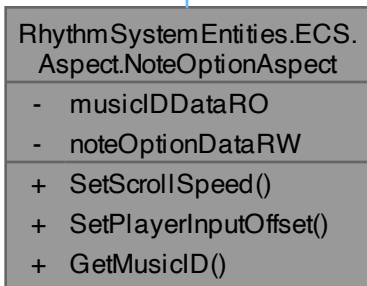 RhythmSystemEntities.ECS.
Aspect.NoteOptionAspect
- musicIDDataRO
- noteOptionDataRW
+ SetScrollSpeed()
+ SetPlayerInputOffset()
+ GetMusicID()